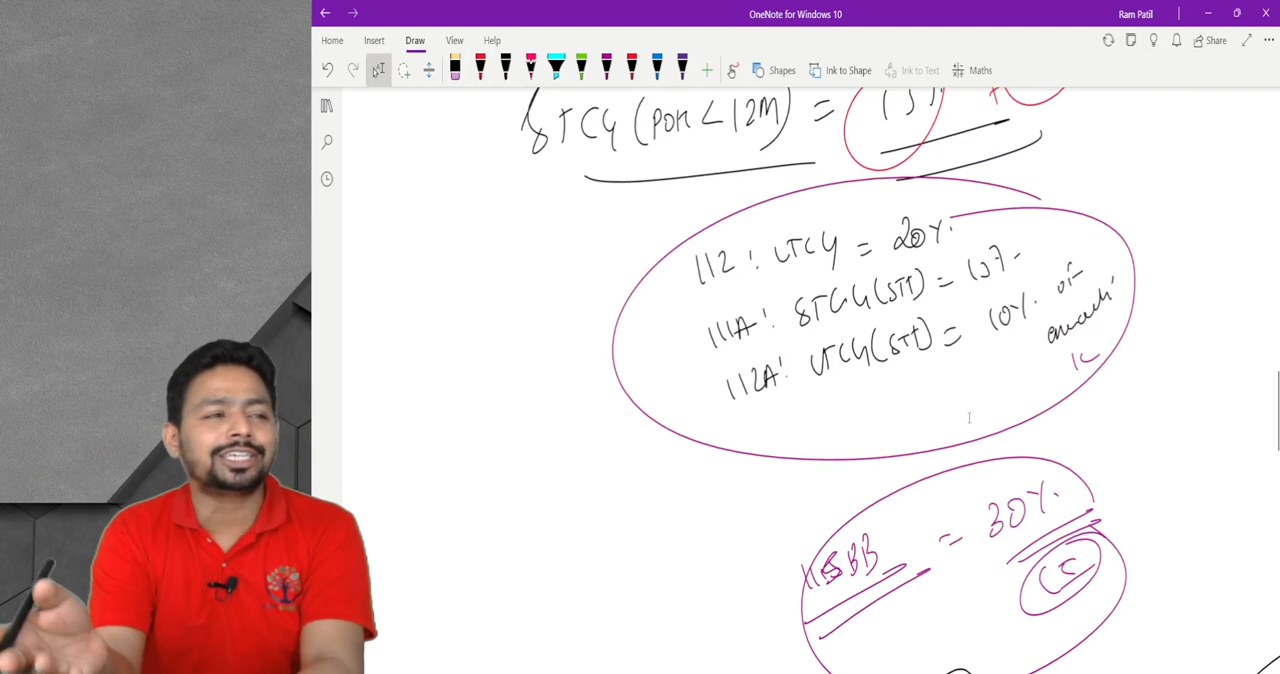 OneNote for Windows 10
Ram Patil
Home Insert Draw View Help
Share
Shapes
Ink to Shape
Ink to Text
Maths
STCG (POH < 12M) =
112: LTCG = 20%
111A: STCG (STT) = 15%
112A: LTCG (STT) = 10% of
1L
115BB = 30%